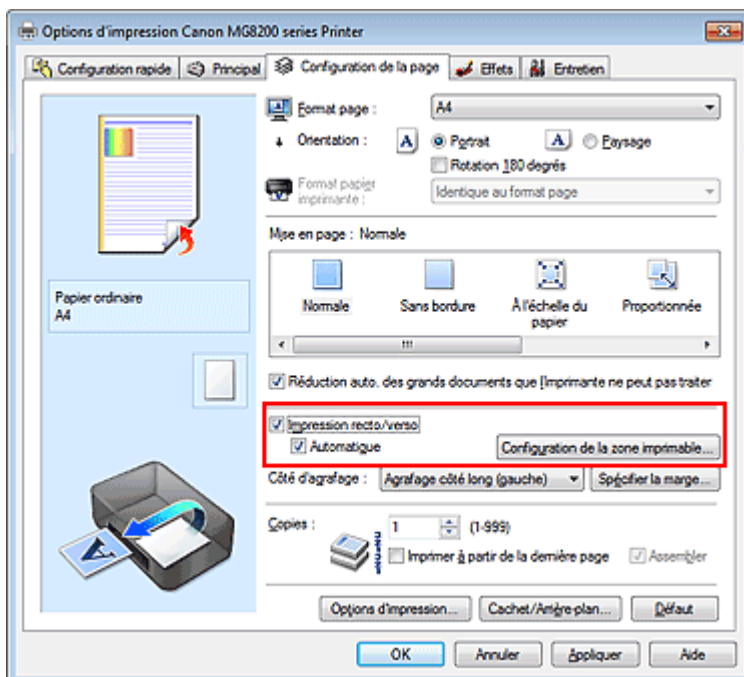 Options d'impression Canon MG8200 series Printer
Configuration rapide Principal Configuration de la page Effets Entretien
Format page : A4
Orientation : A Portrait A Paysage
Rotation 180 degrés
Format papier imprimante : Identique au format page
Mise en page : Normale
Normale Sans bordure À l'échelle du papier Proportionnée
Papier ordinaire
A4
Réduction auto. des grands documents que l'imprimante ne peut pas traiter
Impression recto/verso
Automatique Configuration de la zone imprimable...
Côté d'agrafage : Agrafage côté long (gauche) Spécifier la marge...
Copies : 1 (1-999)
Imprimer à partir de la dernière page Assembler
Options d'impression... Cachet/Arrière-plan... Défaut
OK Annuler Appliquer Aide